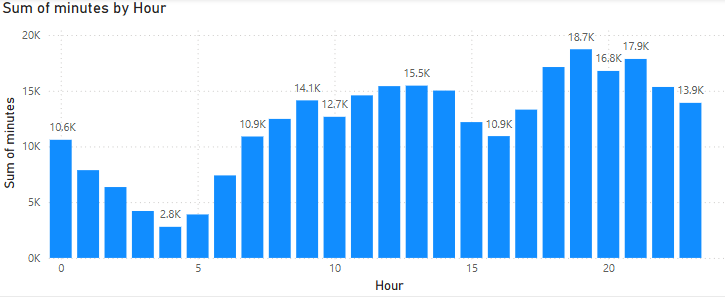 Sum of minutes by Hour
20K
18.7K
17.9K
16.8K
15K
15.5K
14.1K
13.9K
12.7K
10K
10.6K
10.9K
10.9K
5K
2.8K
0K
0
5
10
15
20
Sum of minutes
Hour